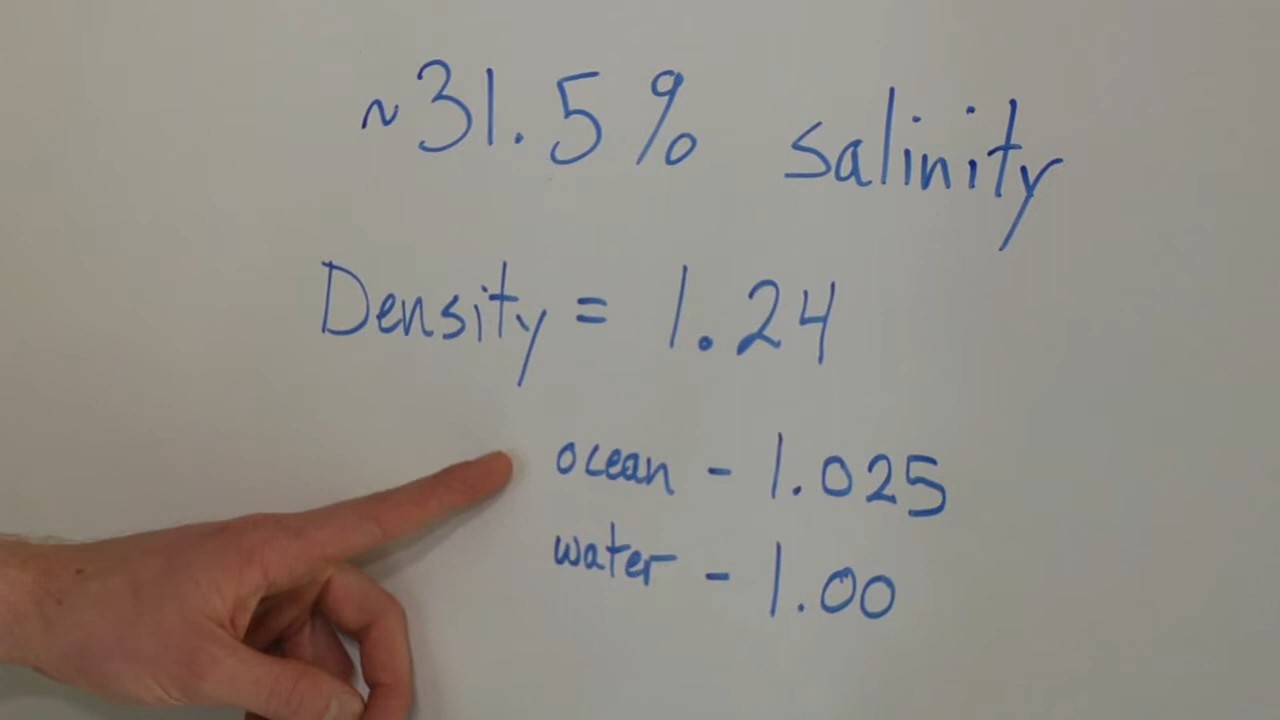 ~31.5% salinity
Density = 1.24
ocean - 1.025
water - 1.00